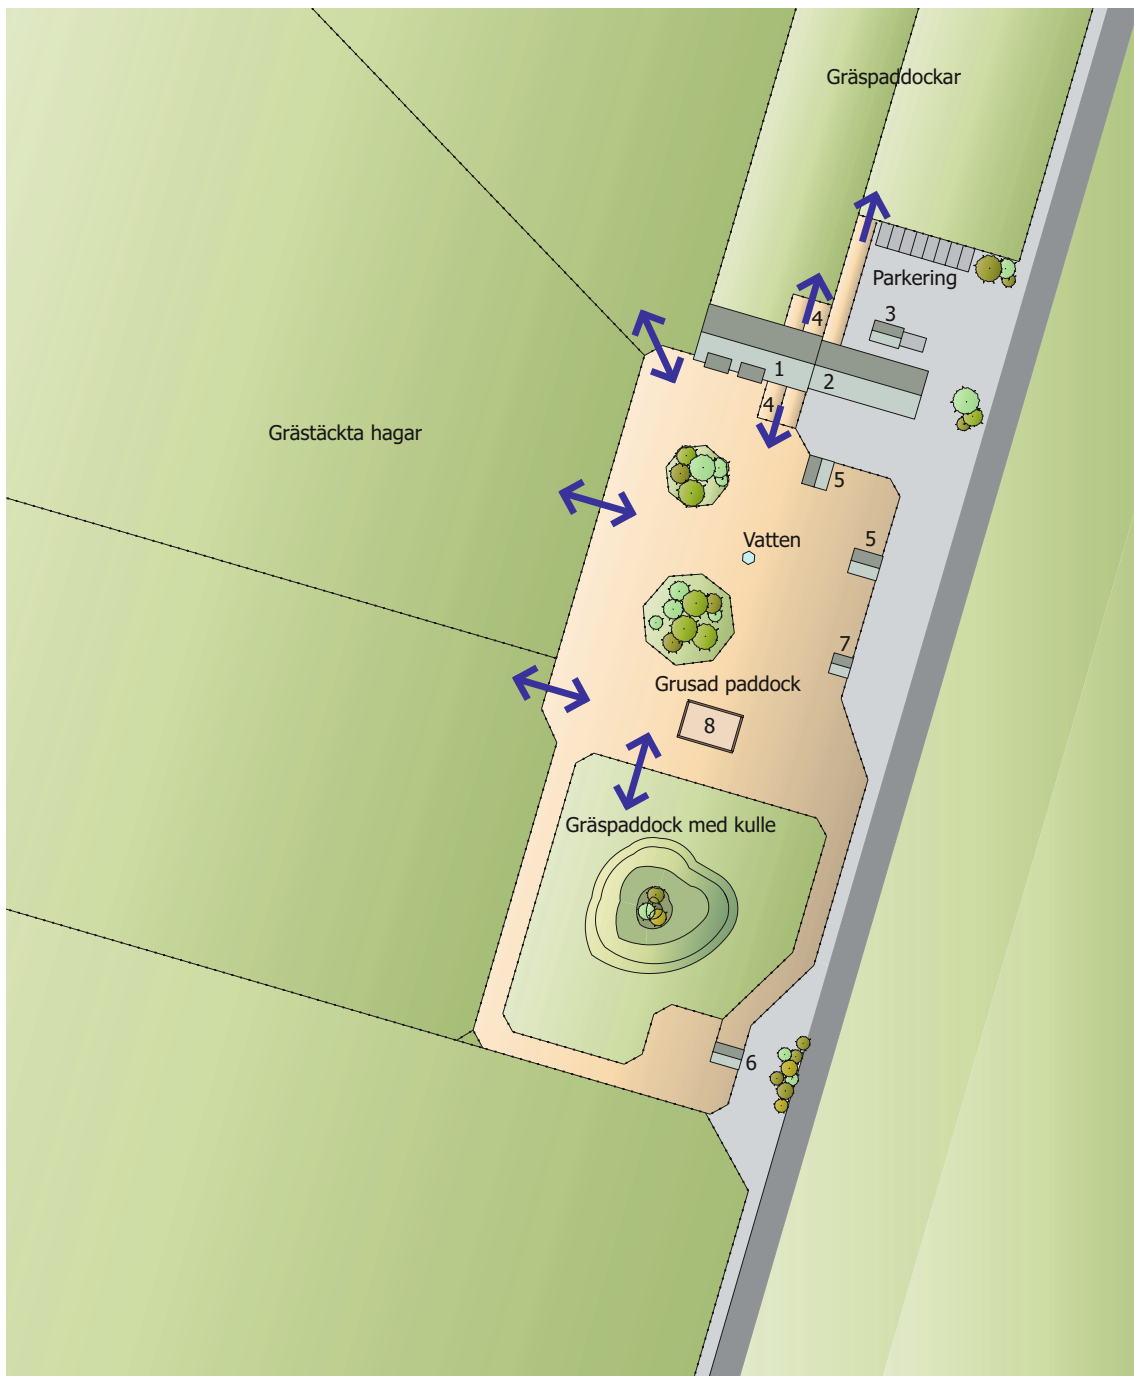 Gräspaddockar
Parkering
3
4
1
2
4
Grästäckta hagar
5
Vatten
5
7
Grusad paddock
8
Gräspaddock med kulle
6